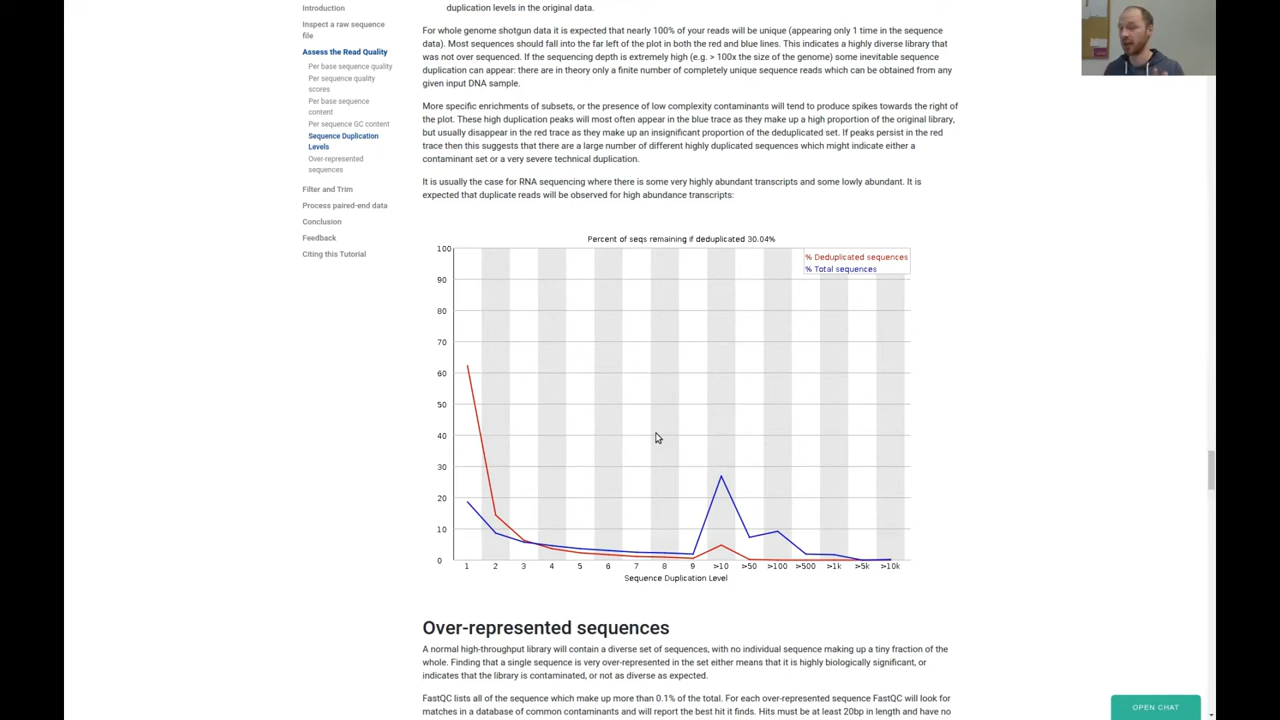 Introduction
Inspect a raw sequence
file
Assess the Read Quality
Per base sequence quality
Per sequence quality
scores
Per base sequence
content
Per sequence GC content
Sequence Duplication
Levels
Over-represented
sequences
Filter and Trim
Process paired-end data
Conclusion
Feedback
Citing this Tutorial
duplication levels in the original data.
For whole genome shotgun data it is expected that nearly 100% of your reads will be unique (appearing only 1 time in the sequence
data). Most sequences should fall into the far left of the plot in both the red and blue lines. This indicates a highly diverse library that
was not over sequenced. If the sequencing depth is extremely high (e.g. > 100x the size of the genome) some inevitable sequence
duplication can appear: there are in theory only a finite number of completely unique sequence reads which can be obtained from any
given input DNA sample.
More specific enrichments of subsets, or the presence of low complexity contaminants will tend to produce spikes towards the right of
the plot. These high duplication peaks will most often appear in the blue trace as they make up a high proportion of the original library,
but usually disappear in the red trace as they make up an insignificant proportion of the deduplicated set. If peaks persist in the red
trace then this suggests that there are a large number of different highly duplicated sequences which might indicate either a
contaminant set or a very severe technical duplication.
It is usually the case for RNA sequencing where there is some very highly abundant transcripts and some lowly abundant. It is
expected that duplicate reads will be observed for high abundance transcripts:
Percent of seqs remaining if deduplicated 30.04%
% Deduplicated sequences
% Total sequences
100
90
80
70
60
50
40
30
20
10
0
1 2 3 4 5 6 7 8 9 >10 >50 >100 >500 >1k >5k >10k
Sequence Duplication Level
Over-represented sequences
A normal high-throughput library will contain a diverse set of sequences, with no individual sequence making up a tiny fraction of the
whole. Finding that a single sequence is very over-represented in the set either means that it is highly biologically significant, or
indicates that the library is contaminated, or not as diverse as expected.
FastQC lists all of the sequence which make up more than 0.1% of the total. For each over-represented sequence FastQC will look for
matches in a database of common contaminants and will report the best hit it finds. Hits must be at least 20bp in length and have no
OPEN CHAT